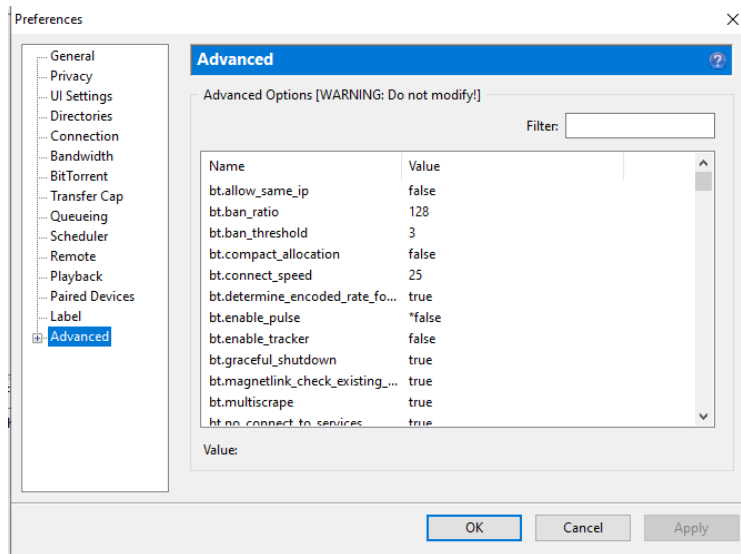 Preferences
General
Privacy
UI Settings
Directories
Connection
Bandwidth
BitTorrent
Transfer Cap
Queueing
Scheduler
Remote
Playback
Paired Devices
Label
Advanced
Advanced
Advanced Options [WARNING: Do not modify!]
Filter:
Name Value
bt.allow_same_ip false
bt.ban_ratio 128
bt.ban_threshold 3
bt.compact_allocation false
bt.connect_speed 25
bt.determine_encoded_rate_fo... true
bt.enable_pulse *false
bt.enable_tracker false
bt.graceful_shutdown true
bt.magnetlink_check_existing_... true
bt.multiscrape true
bt.no_connect_to_services true
Value:
OK Cancel Apply